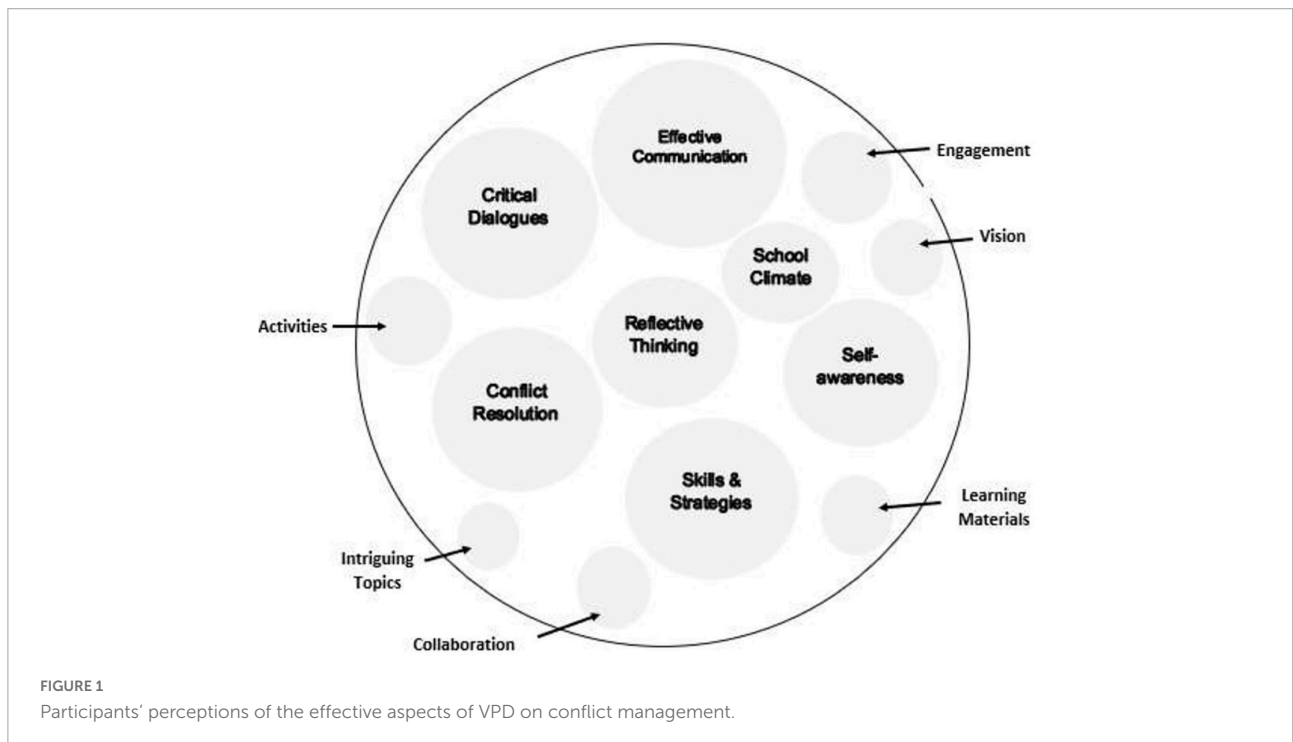 Effective
Communication
Engagement
Critical
Dialogues
Vision
School
Climate
Activities
Reflective
Thinking
Self-
awareness
Conflict
Resolution
Skills &
Strategies
Learning
Materials
Intriguing
Topics
Collaboration
FIGURE 1
Participants’ perceptions of the effective aspects of VPD on conflict management.